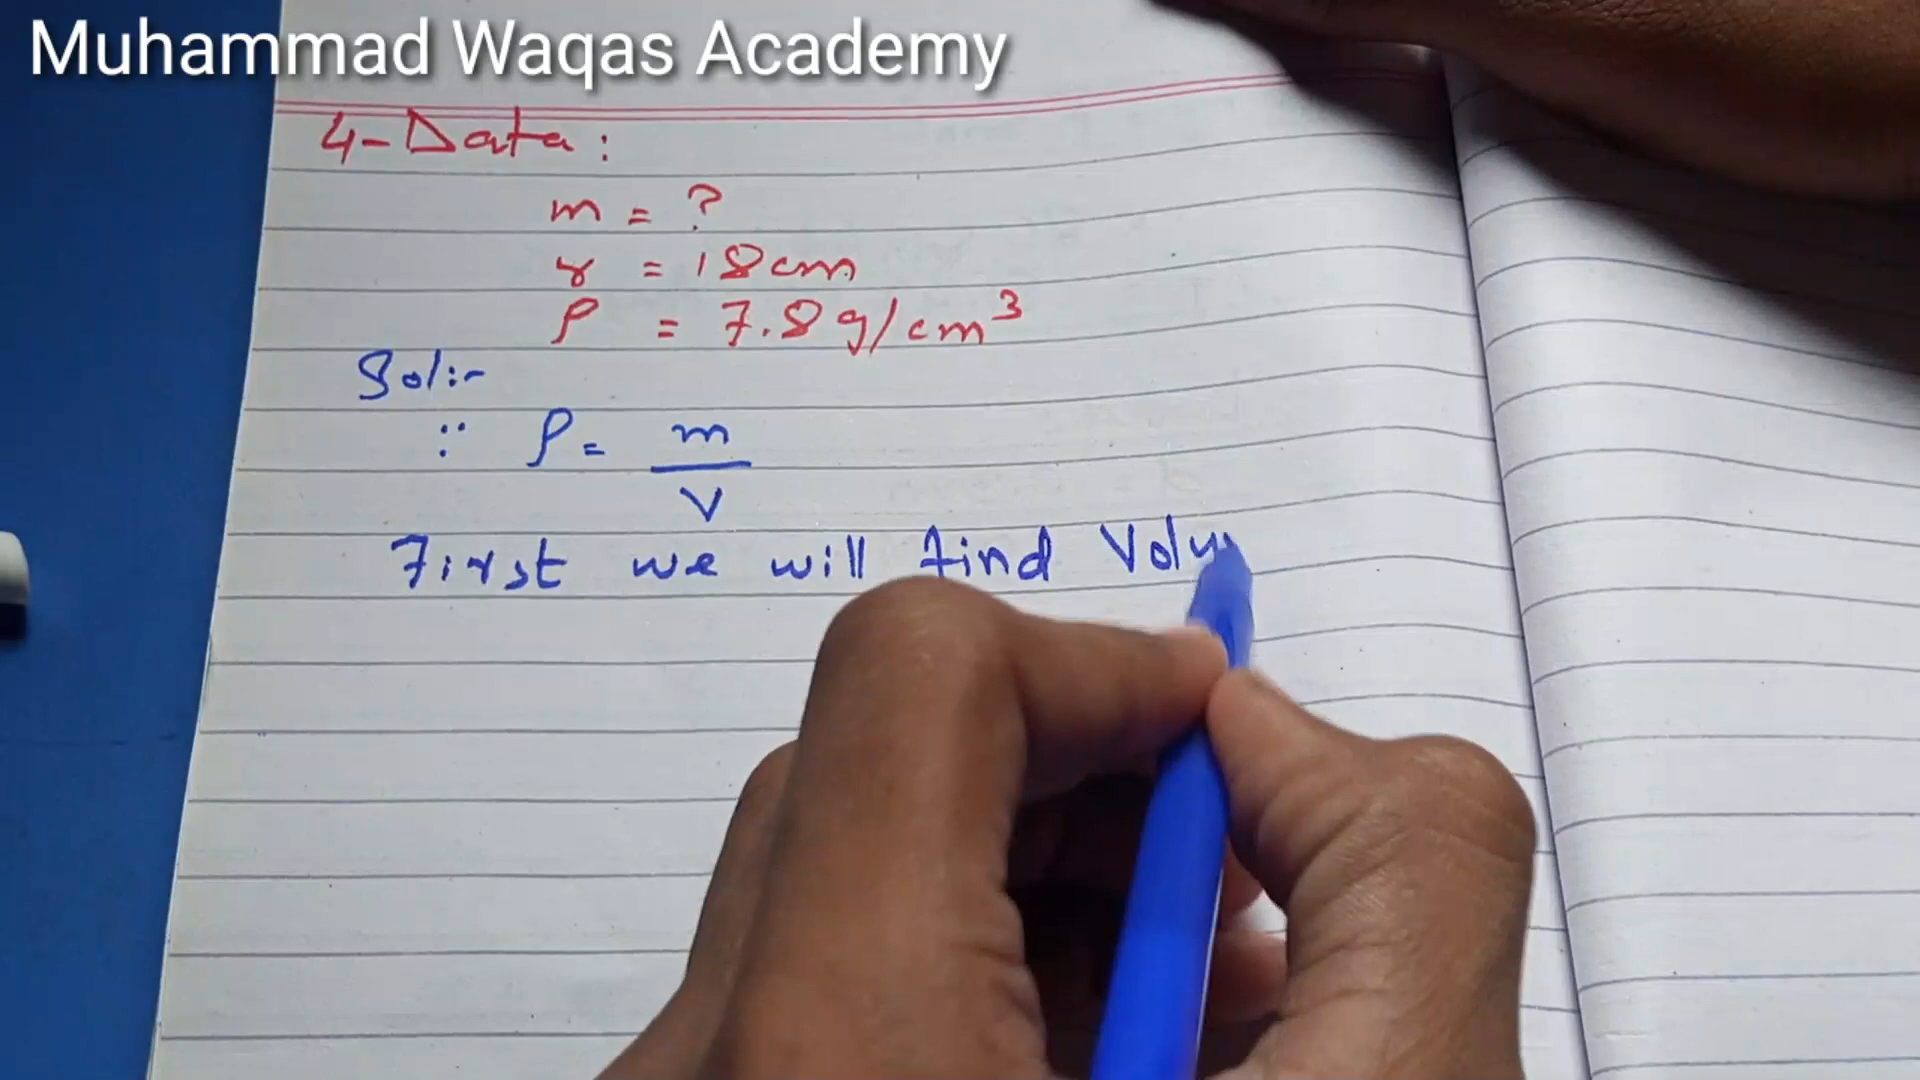 Muhammad Waqas Academy
4-Data:
m = ?
r = 18cm
ρ = 7.8g/cm³
Sol:-
∵ ρ = m
V
First we will find Volu